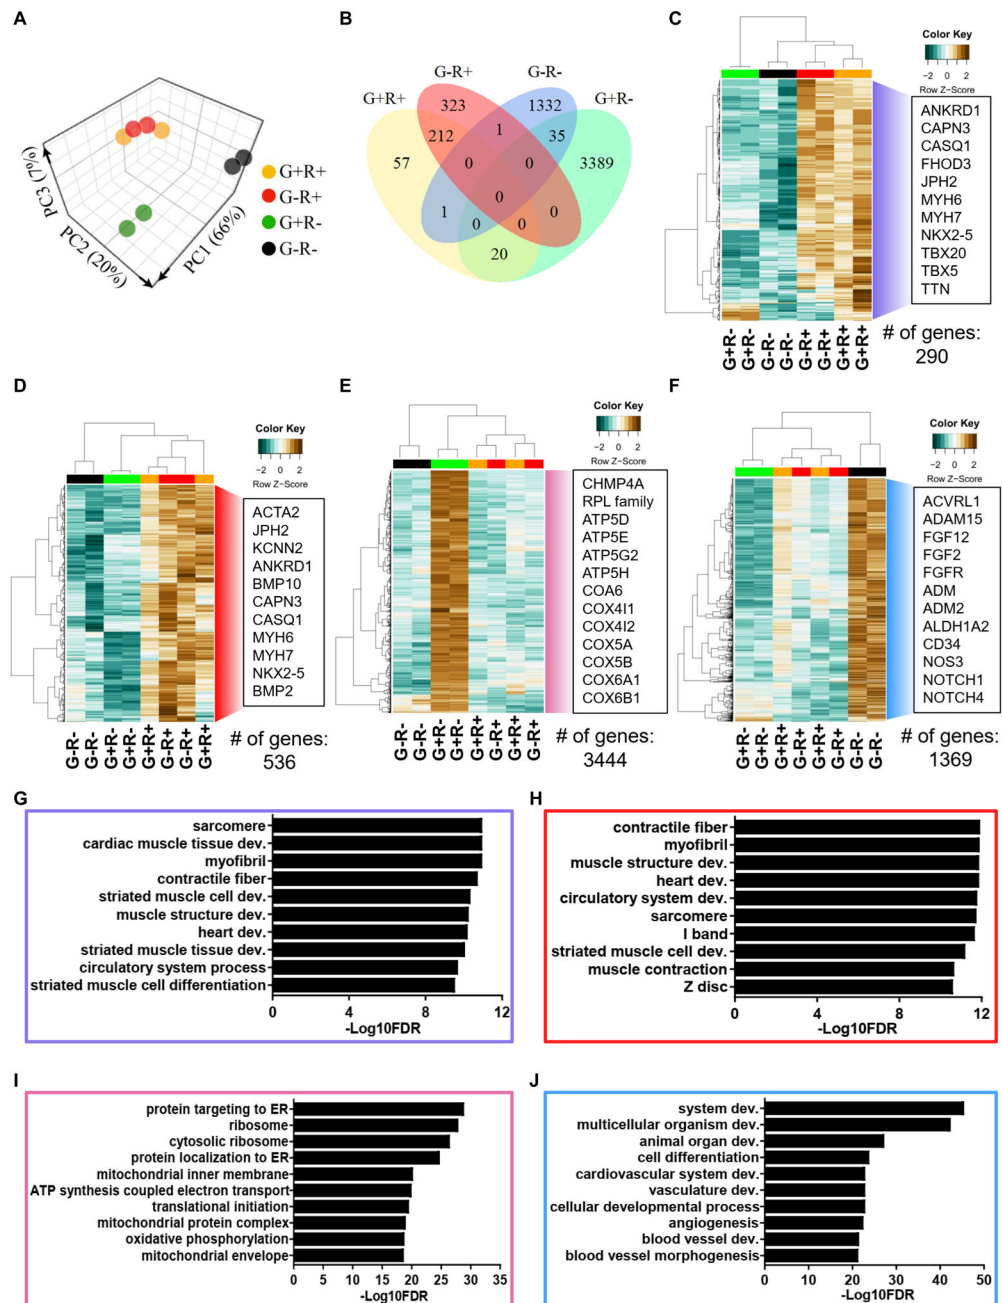 A
PC3 (7%)
PC2 (20%)
PC1 (66%)
G+R+
G-R+
G+R-
G-R-
B
G-R+
G-R-
G+R+
G+R-
323
1332
212
1
35
57
0
0
3389
0
1
0
0
0
20
C
Color Key
−2 0 2
Row Z-Score
ANKRD1
CAPN3
CASQ1
FHOD3
JPH2
MYH6
MYH7
NKX2-5
TBX20
TBX5
TTN
G+R-
G+R-
G-R-
G-R-
G-R+
G-R+
G+R+
G+R+
# of genes:
290
D
Color Key
−2 0 2
Row Z−Score
ACTA2
JPH2
KCNN2
ANKRD1
BMP10
CAPN3
CASQ1
MYH6
MYH7
NKX2-5
BMP2
G-R-
G-R-
G+R-
G+R-
G+R+
G-R+
G-R+
G+R+
# of genes:
536
E
Color Key
−2 0 2
Row Z−Score
CHMP4A
RPL family
ATP5D
ATP5E
ATP5G2
ATP5H
COA6
COX4I1
COX4I2
COX5A
COX5B
COX6A1
COX6B1
G-R-
G-R-
G+R-
G+R-
G+R+
G-R+
G+R+
G-R+
# of genes:
3444
F
Color Key
−2 0 2
Row Z−Score
ACVRL1
ADAM15
FGF12
FGF2
FGFR
ADM
ADM2
ALDH1A2
CD34
NOS3
NOTCH1
NOTCH4
G+R-
G+R-
G+R+
G-R+
G+R+
G-R+
G-R-
G-R-
# of genes:
1369
G
sarcomere
cardiac muscle tissue dev.
myofibril
contractile fiber
striated muscle cell dev.
muscle structure dev.
heart dev.
striated muscle tissue dev.
circulatory system process
striated muscle cell differentiation
0 4 8 12
-Log10FDR
H
contractile fiber
myofibril
muscle structure dev.
heart dev.
circulatory system dev.
sarcomere
I band
striated muscle cell dev.
muscle contraction
Z disc
0 4 8 12
-Log10FDR
I
protein targeting to ER
ribosome
cytosolic ribosome
protein localization to ER
mitochondrial inner membrane
ATP synthesis coupled electron transport
translational initiation
mitochondrial protein complex
oxidative phosphorylation
mitochondrial envelope
0 5 10 15 20 25 30 35
-Log10FDR
J
system dev.
multicellular organism dev.
animal organ dev.
cell differentiation
cardiovascular system dev.
vasculature dev.
cellular developmental process
angiogenesis
blood vessel dev.
blood vessel morphogenesis
0 10 20 30 40 50
-Log10FDR